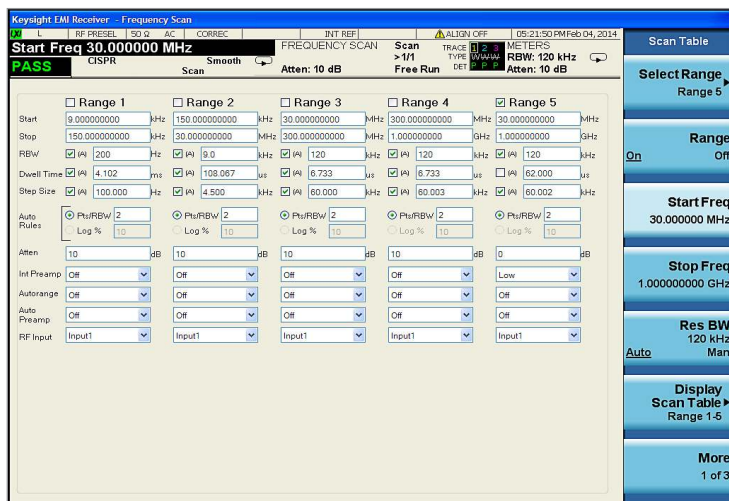 Keysight EMI Receiver - Frequency Scan
L RF PRESEL 50 Ω AC CORREC INT REF ALIGN OFF 05:21:50 PM Feb 04, 2014
Start Freq 30.000000 MHz FREQUENCY SCAN Scan TRACE 1 2 3 METERS
CISPR Smooth >1/1 TYPE WWW RBW: 120 kHz
PASS Scan Atten: 10 dB Free Run DET P P P Atten: 10 dB
Range 1 Range 2 Range 3 Range 4 Range 5
Start 9.000000000 kHz 150.000000000 kHz 30.000000000 MHz 300.000000000 MHz 30.000000000 MHz
Stop 150.000000000 kHz 30.000000000 MHz 300.000000000 MHz 1.000000000 GHz 1.000000000 GHz
RBW (A) 200 Hz (A) 9.0 kHz (A) 120 kHz (A) 120 kHz (A) 120 kHz
Dwell Time (A) 4.102 ms (A) 108.067 us (A) 6.733 us (A) 6.733 us (A) 62.000 us
Step Size (A) 100.000 Hz (A) 4.500 kHz (A) 60.000 kHz (A) 60.003 kHz (A) 60.002 kHz
Auto Rules Pts/RBW 2 Pts/RBW 2 Pts/RBW 2 Pts/RBW 2 Pts/RBW 2
Log % 10 Log % 10 Log % 10 Log % 10 Log % 10
Atten 10 dB 10 dB 10 dB 10 dB 0 dB
Int Preamp Off Off Off Off Low
Autorange Off Off Off Off Off
Auto Preamp Off Off Off Off Off
RF Input Input1 Input1 Input1 Input1 Input1
Scan Table
Select Range
Range 5
Range
On Off
Start Freq
30.000000 MHz
Stop Freq
1.000000000 GHz
Res BW
120 kHz
Auto Man
Display
Scan Table
Range 1-5
More
1 of 3